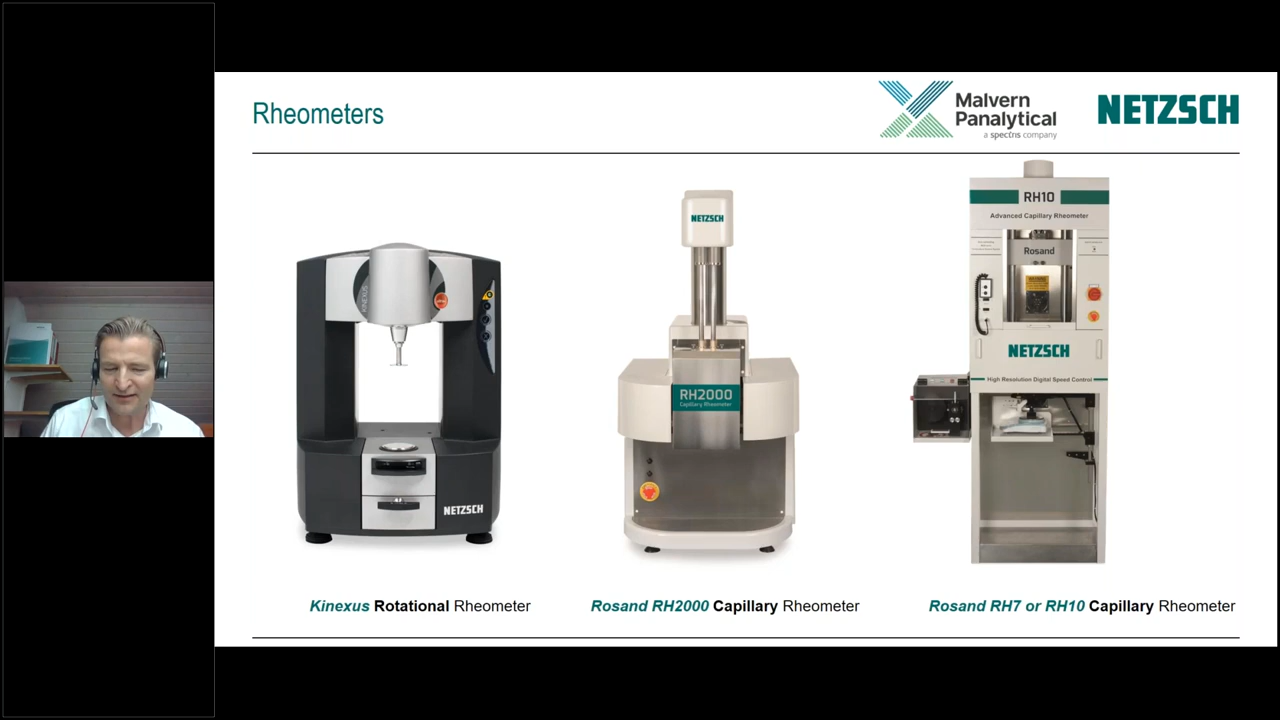 Rheometers
Malvern
Panalytical
a spectris company
NETZSCH
KINEXUS
NETZSCH
NETZSCH
RH2000
Capillary Rheometer
RH10
Advanced Capillary Rheometer
Rosand
NETZSCH
High Resolution Digital Speed Control
Kinexus Rotational Rheometer
Rosand RH2000 Capillary Rheometer
Rosand RH7 or RH10 Capillary Rheometer